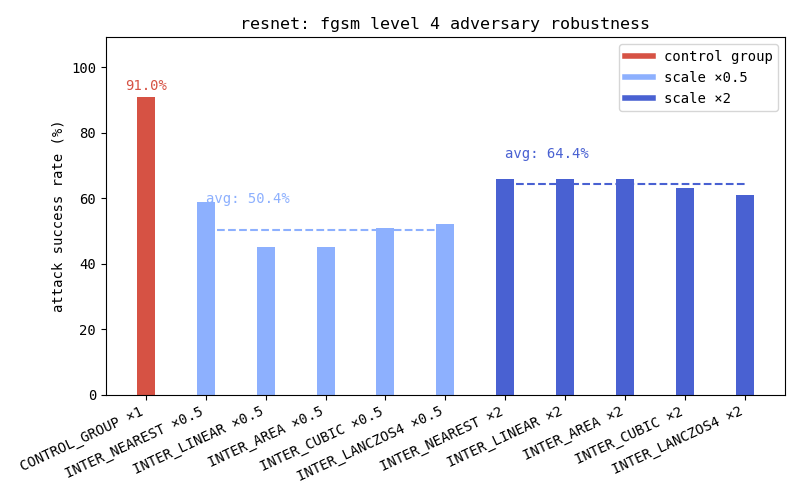 resnet: fgsm level 4 adversary robustness
control group
scale ×0.5
scale ×2
attack success rate (%)
100
80
60
40
20
0
91.0%
avg: 50.4%
avg: 64.4%
CONTROL_GROUP ×1
INTER_NEAREST ×0.5
INTER_LINEAR ×0.5
INTER_AREA ×0.5
INTER_CUBIC ×0.5
INTER_LANCZOS4 ×0.5
INTER_NEAREST ×2
INTER_LINEAR ×2
INTER_AREA ×2
INTER_CUBIC ×2
INTER_LANCZOS4 ×2